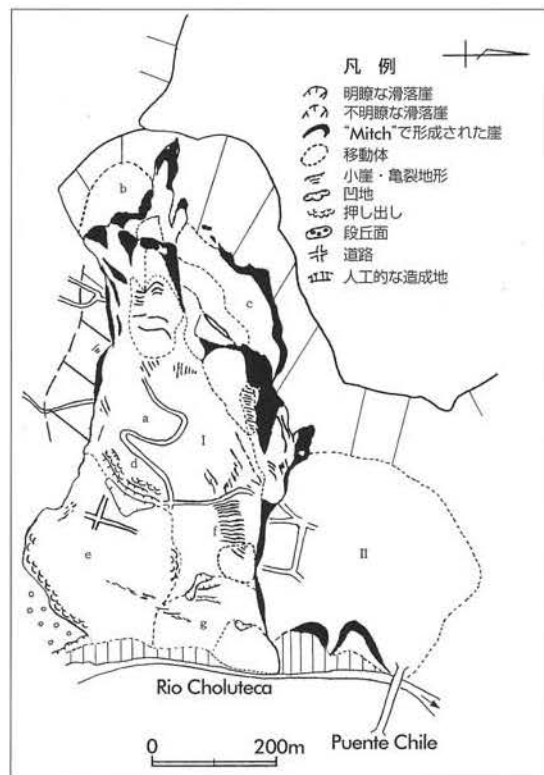 凡 例
明瞭な滑落崖
不明瞭な滑落崖
"Mitch"で形成された崖
移動体
小崖・亀裂地形
凹地
押し出し
段丘面
道路
人工的な造成地
b
c
a
I
d
e
f
II
g
Rio Choluteca
Puente Chile
0 200m